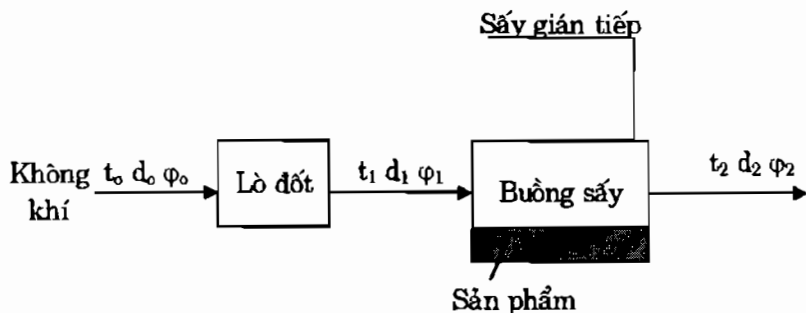 Sấy gián tiếp
Không khí
t₀ d₀ φ₀
Lò đốt
t₁ d₁ φ₁
Buồng sấy
t₂ d₂ φ₂
Sản phẩm